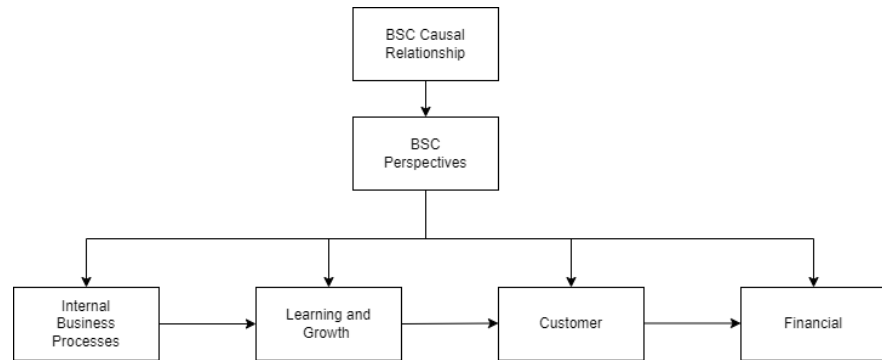 BSC Causal
Relationship
BSC
Perspectives
Internal
Business
Processes
Learning and
Growth
Customer
Financial